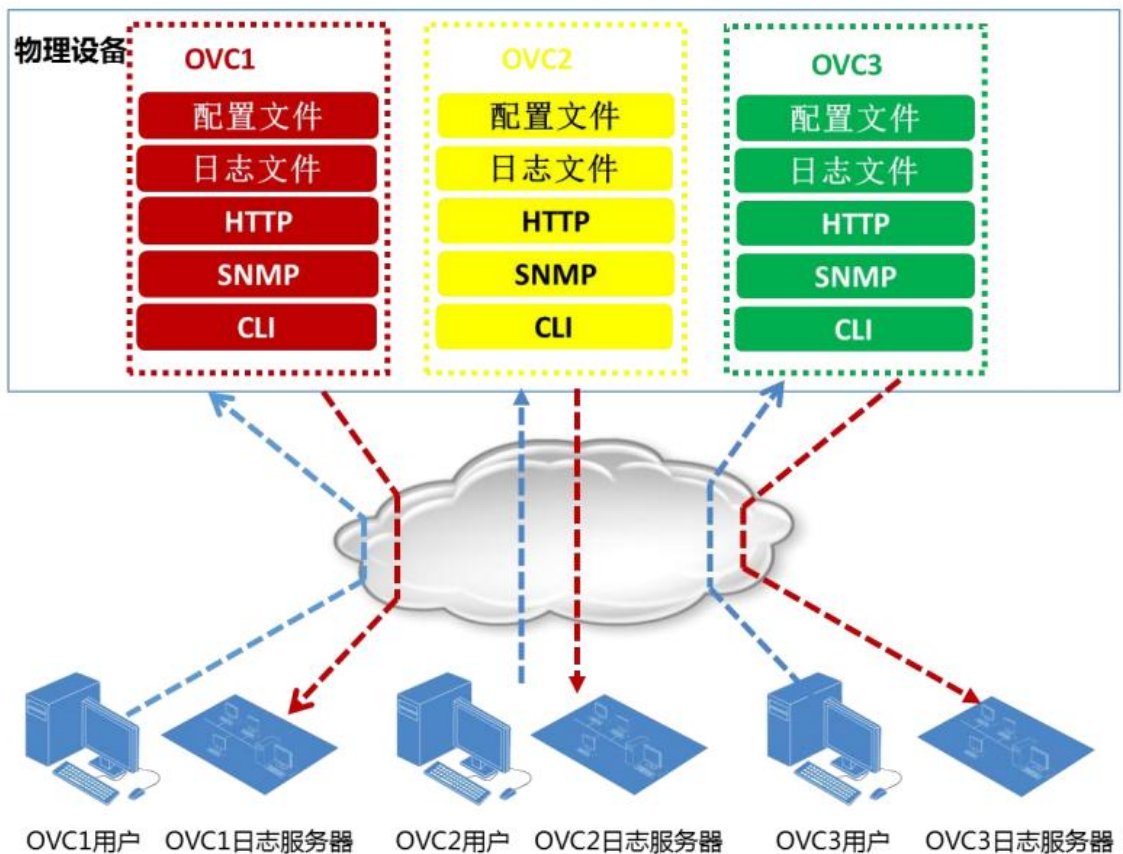 物理设备
OVC1
配置文件
日志文件
HTTP
SNMP
CLI
OVC2
配置文件
日志文件
HTTP
SNMP
CLI
OVC3
配置文件
日志文件
HTTP
SNMP
CLI
OVC1用户
OVC1日志服务器
OVC2用户
OVC2日志服务器
OVC3用户
OVC3日志服务器